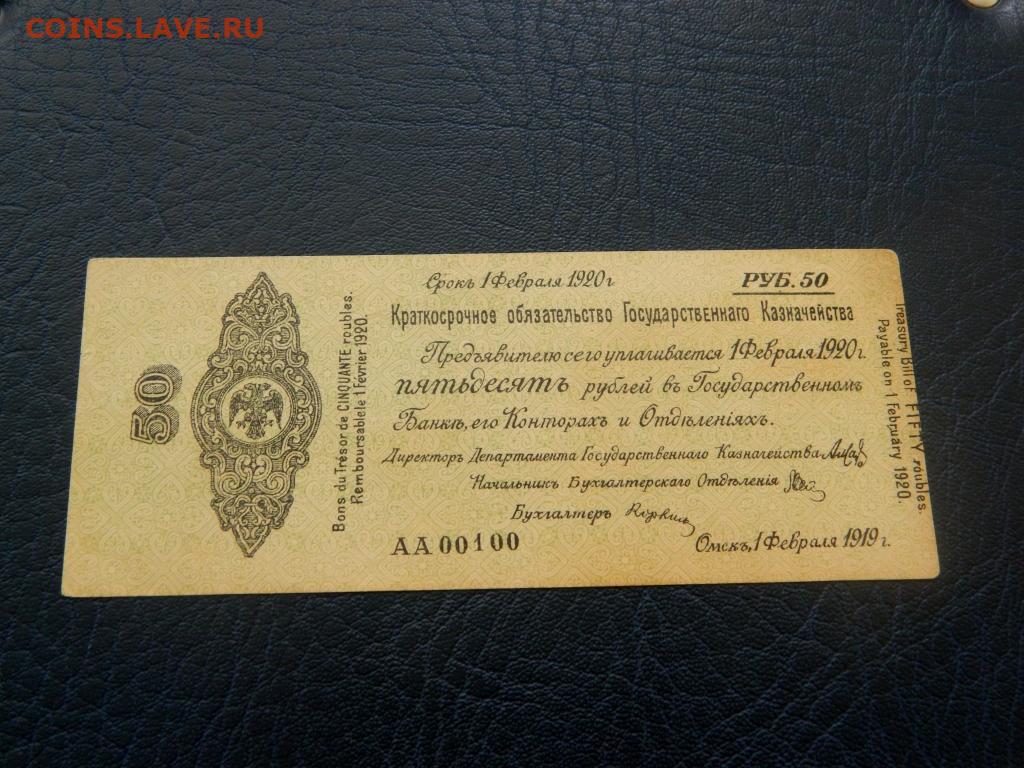 COINS.LAVE.RU
50
Bons du Trésor de CINQUANTE roubles.
Remboursable le 1 février 1920.
Срокъ 1 Февраля 1920 г.
РУБ. 50
Краткосрочное обязательство Государственнаго Казначейства
Предъявителю сего уплачивается 1 Февраля 1920 г.
пятьдесятъ рублей въ Государственномъ
Банкѣ, его Конторахъ и Отдѣленіяхъ.
Директоръ Департамента Государственнаго Казначейства
Начальникъ Бухгалтерскаго Отдѣленія
Бухгалтеръ
АА 00100
Омскъ, 1 Февраля 1919 г.
Treasury Bill of FIFTY roubles.
Payable on 1 February 1920.